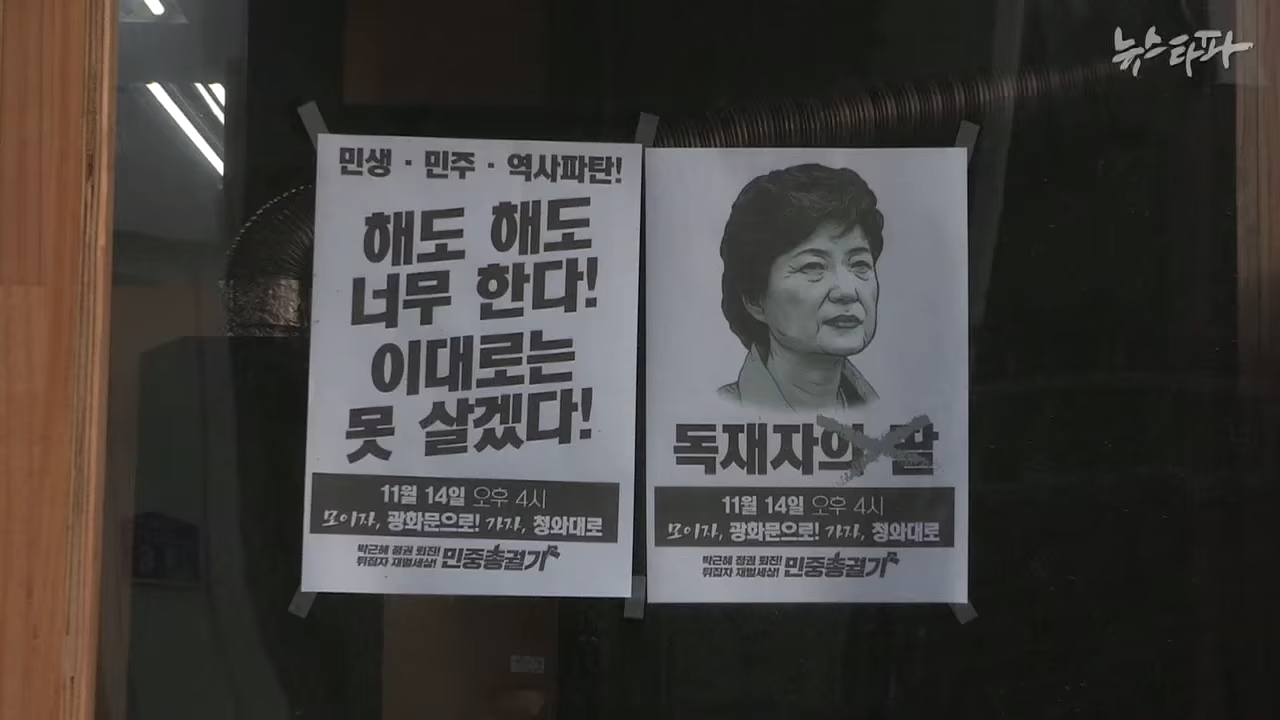 뉴스타파
민생 · 민주 · 역사파탄!
해도 해도
너무 한다!
이대로는
못 살겠다!
11월 14일 오후 4시
모이자, 광화문으로! 가자, 청와대로
박근혜 정권 퇴진!
뒤집자 재벌세상!
민중총궐기
독재자의 딸
11월 14일 오후 4시
모이자, 광화문으로! 가자, 청와대로
박근혜 정권 퇴진!
뒤집자 재벌세상!
민중총궐기